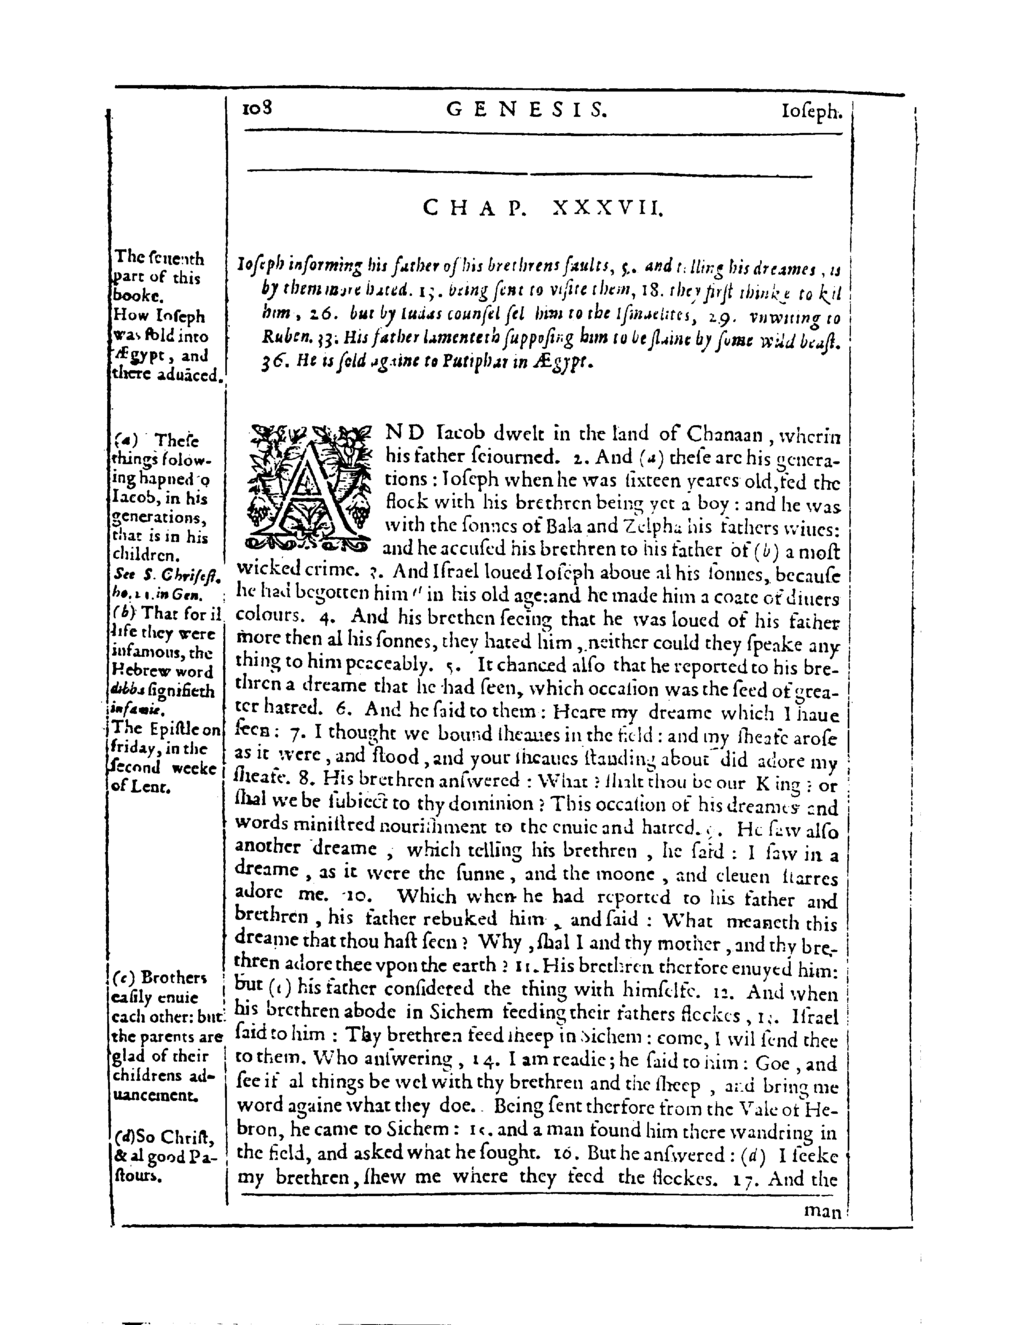 108 GENESIS. Ioſeph.
CHAP. XXXVII.
The ſeuenth
part of this
booke.
How Ioſeph
was ſold into
Ægypt, and
there aduāced.
Ioſeph informing his father of his brethrens faults, 5. and telling his dreames, is
by them more hated. 13. being ſent to viſite them, 18. they firſt thinke to kil
him, 26. but by Iudas counſel ſel him to the Iſmaelites, 29. vnwitting to
Ruben. 33. His father lamenteth ſuppoſing him to be ſlaine by ſome wild beaſt.
36. He is ſold againe to Putiphar in Ægypt.
(a) Theſe
things folow-
ing hapned to
Iacob, in his
generations,
that is in his
children.
See S. Chriſoſt.
ho. 21. in Gen.
(b) That for il
life they were
infamous, the
Hebrew word
dibba ſignifieth
infamie.
The Epiſtle on
friday, in the
ſecond weeke
of Lent.
(c) Brothers
eaſily enuie
each other: but
the parents are
glad of their
childrens ad-
uancement.
(d) So Chriſt,
& al good Pa-
ſtours.
AND Iacob dwelt in the land of Chanaan, wherin
his father ſeiourned. 2. And (a) theſe are his genera-
tions: Ioſeph when he was ſixteen yeares old, fed the
flock with his brethren being yet a boy: and he was
with the ſonnes of Bala and Zelpha his fathers wiues:
and he accuſed his brethren to his father of (b) a moſt
wicked crime. 3. And Iſrael loued Ioſeph aboue al his ſonnes, becauſe
he had begotten him " in his old age: and he made him a coate of diuers
colours. 4. And his brethen ſeeing that he was loued of his father
more then al his ſonnes, they hated him, neither could they ſpeake any
thing to him peaceably. 5. It chanced alſo that he reported to his bre-
thren a dreame that he had ſeen, which occaſion was the ſeed of grea-
ter hatred. 6. And he ſaid to them: Heare my dreame which I haue
ſeen: 7. I thought we bound ſheaues in the field: and my ſheafe aroſe
as it were, and ſtood, and your ſheaues ſtanding about did adore my
ſheafe. 8. His brethren anſwered: What? ſhalt thou be our King? or
ſhal we be ſubiect to thy dominion? This occaſion of his dreames and
words miniſtred nouriſhment to the enuie and hatred. 9. He ſaw alſo
another dreame, which telling his brethren, he ſaid: I ſaw in a
dreame, as it were the ſunne, and the moone, and eleuen ſtarres
adore me. 10. Which when he had reported to his father and
brethren, his father rebuked him, and ſaid: What meaneth this
dreame that thou haſt ſeen? Why, ſhal I and thy mother, and thy bre-
thren adore thee vpon the earth? 11. His brethren therfore enuyed him:
but (c) his father conſidered the thing with himſelfe. 12. And when
his brethren abode in Sichem feeding their fathers flockes, 13. Iſrael
ſaid to him: Thy brethren feed ſheep in Sichem: come, I wil ſend thee
to them. Who anſwering, 14. I am readie; he ſaid to him: Goe, and
ſee if al things be wel with thy brethren and the ſheep, and bring me
word againe what they doe. Being ſent therfore from the Vale of He-
bron, he came to Sichem: 15. and a man found him there wandring in
the field, and asked what he ſought. 16. But he anſwered: (d) I ſeeke
my brethren, ſhew me where they feed the flockes. 17. And the
man